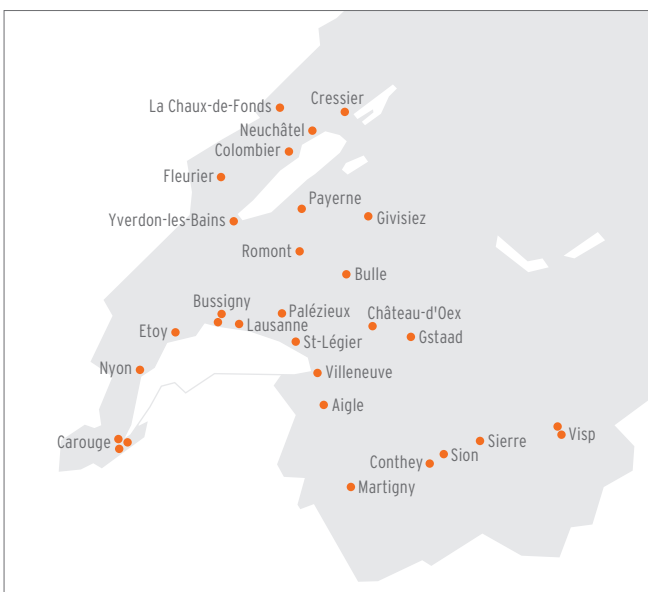 Cressier
La Chaux-de-Fonds
Neuchâtel
Colombier
Fleurier
Payerne
Yverdon-les-Bains
Givisiez
Romont
Bulle
Bussigny
Palézieux
Château-d'Oex
Etoy
Lausanne
St-Légier
Gstaad
Nyon
Villeneuve
Aigle
Carouge
Visp
Sierre
Sion
Conthey
Martigny